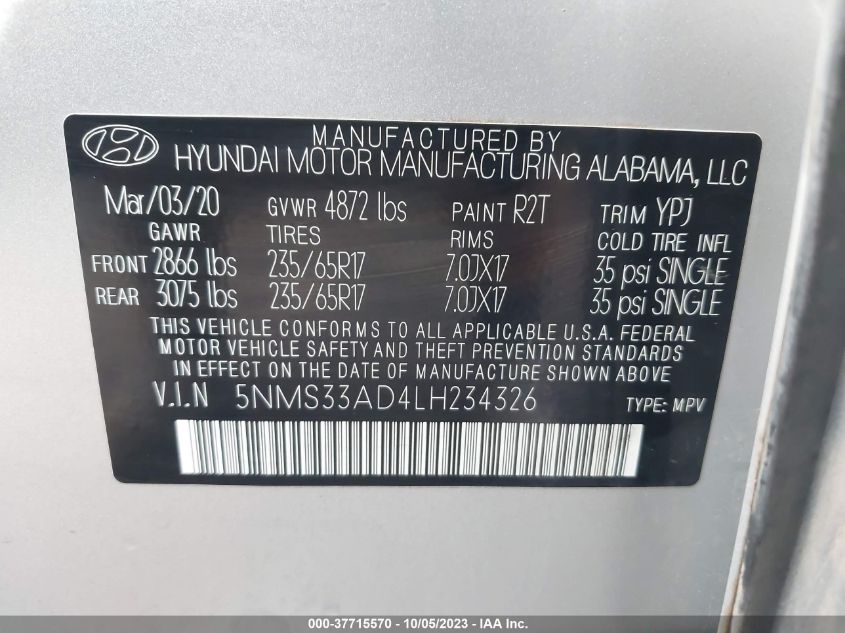 MANUFACTURED BY
HYUNDAI MOTOR MANUFACTURING ALABAMA, LLC
Mar/03/20 GVWR 4872 lbs PAINT R2T TRIM YPJ
GAWR TIRES RIMS COLD TIRE INFL
FRONT 2866 lbs 235/65R17 7.0JX17 35 psi SINGLE
REAR 3075 lbs 235/65R17 7.0JX17 35 psi SINGLE
THIS VEHICLE CONFORMS TO ALL APPLICABLE U.S.A. FEDERAL
MOTOR VEHICLE SAFETY AND THEFT PREVENTION STANDARDS
IN EFFECT ON THE DATE OF MANUFACTURE SHOWN ABOVE
V.I.N 5NMS33AD4LH234326 TYPE: MPV
000-37715570 - 10/05/2023 - IAA Inc.